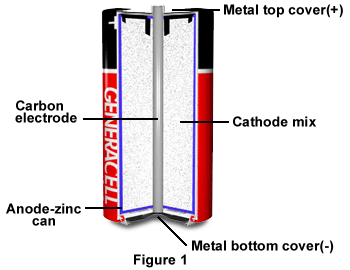 Metal top cover(+)
+
Carbon
electrode
GENERACELL
Cathode mix
Anode-zinc
can
Metal bottom cover(-)
Figure 1